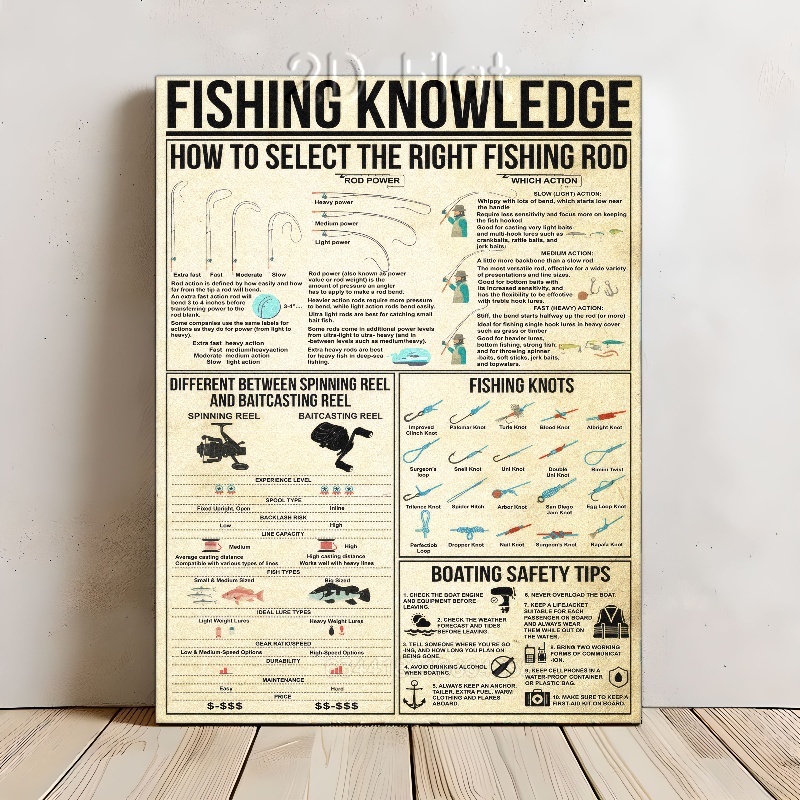 2D Flat
FISHING KNOWLEDGE
HOW TO SELECT THE RIGHT FISHING ROD
ROD POWER
WHICH ACTION
Extra fast Fast Moderate Slow
Rod action is defined by how easily and how
far from the tip a rod will bend.
An extra fast action rod will
bend 3 to 4 inches before
transferring power to the
rod blank.
3-4"...
Some companies use the same labels for
actions as they do for power (from light to
heavy).
Extra fast heavy action
Fast medium/heavyaction
Moderate medium action
Slow light action
Heavy power
Medium power
Light power
Rod power (also known as power
value or rod weight) is the
amount of pressure an angler
has to apply to make a rod bend.
Heavier action rods require more pressure
to bend, while light action rods bend easily.
Ultra light rods are best for catching small
bait fish.
Some rods come in additional power levels
from ultra-light to utra- heavy (and in
-between levels such as medium/heavy).
Extra heavy rods are best
for heavy fish in deep-sea
fishing.
SLOW (LIGHT) ACTION:
Whippy with lots of bend, which starts low near
the handle
Require less sensitivity and focus more on keeping
the fish hooked
Good for casting very light baits
and multi-hook lures such as
crankbaits, rattle baits, and
jerk baits.
MEDIUM ACTION:
A little more backbone than a slow rod
The most versatile rod, effective for a wide variety
of presentations and line sizes.
Good for bottom baits with
its increased sensitivity, and
has the flexibility to be effective
with treble hook lures.
FAST (HEAVY) ACTION:
Stiff, the bend starts halfway up the rod (or more)
Ideal for fishing single hook lures in heavy cover
such as grass or timber
Good for heavier lures,
bottom fishing, strong fish,
and for throwing spinner
-baits, soft sticks, jerk baits,
and topwaters.
DIFFERENT BETWEEN SPINNING REEL
AND BAITCASTING REEL
SPINNING REEL
BAITCASTING REEL
EXPERIENCE LEVEL
SPOOL TYPE
Fixed Upright, Open Inline
BACKLASH RISK
Low High
LINE CAPACITY
Medium High
Average casting distance High casting distance
Compatible with various types of lines Works well with heavy lines
FISH TYPES
Small & Medium Sized Big Sized
IDEAL LURE TYPES
Light Weight Lures Heavy Weight Lures
GEAR RATIO/SPEED
Low & Medium-Speed Options High-Speed Options
DURABILITY
MAINTENANCE
Easy Hard
PRICE
$-$$$ $$-$$$
FISHING KNOTS
Improved Clinch Knot
Palomar Knot
Turle Knot
Blood Knot
Albright Knot
Surgeon's loop
Snell Knot
Uni Knot
Double Uni Knot
Bimini Twist
Trilence Knot
Spider Hitch
Arbor Knot
San Diego Jam Knot
Egg Loop Knot
Perfection Loop
Dropper Knot
Nail Knot
Surgeon's Knot
Rapala Knot
BOATING SAFETY TIPS
1. CHECK THE BOAT ENGINE
AND EQUIPMENT BEFORE
LEAVING.
2. CHECK THE WEATHER
FORECAST AND TIDES
BEFORE LEAVING.
3. TELL SOMEONE WHERE YOU'RE GO
-ING, AND HOW LONG YOU PLAN ON
BEING GONE.
4. AVOID DRINKING ALCOHOL
WHEN BOATING.
5. ALWAYS KEEP AN ANCHOR,
TAILER, EXTRA FUEL, WARM
CLOTHING AND FLARES
ABOARD.
6. NEVER OVERLOAD THE BOAT.
7. KEEP A LIFEJACKET
SUITABLE FOR EACH
PASSENGER ON BOARD
AND ALWAYS WEAR
THEM WHILE OUT ON
THE WATER.
8. BRING TWO WORKING
FORMS OF COMMUNICAT
-ION.
9. KEEP CELLPHONES IN A
WATER-PROOF CONTAINER
OR PLASTIC BAG.
10. MAKE SURE TO KEEP A
FIRST-AID KIT ON BOARD.